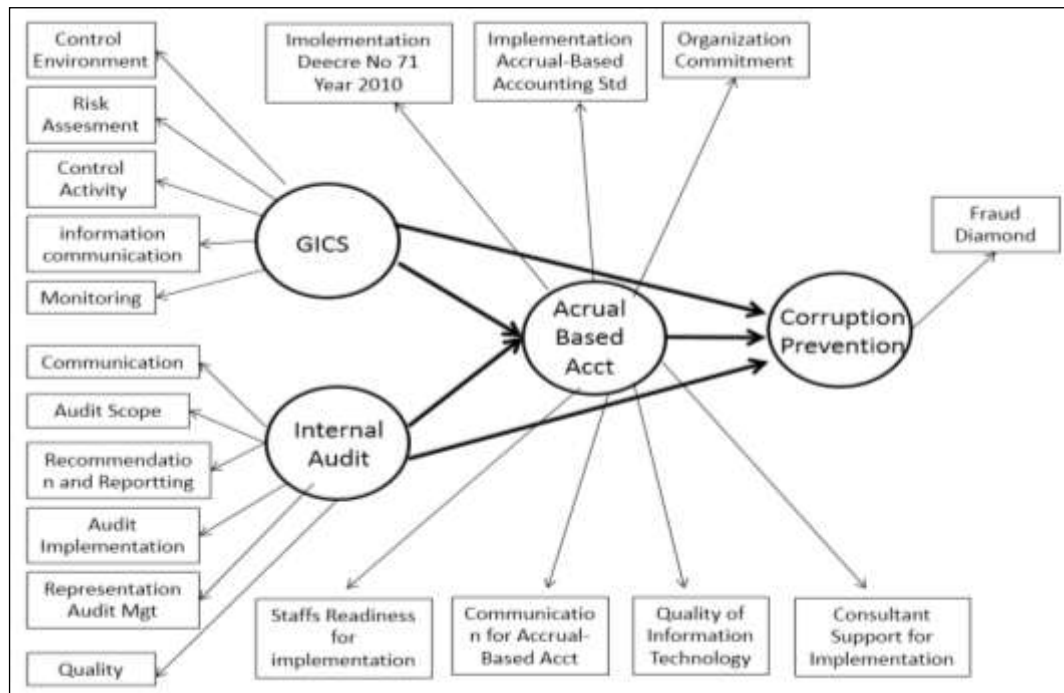 Control
Environment
Risk
Assesment
Control
Activity
information
communication
Monitoring
Communication
Audit Scope
Recommendatio
n and Reportting
Audit
Implementation
Representation
Audit Mgt
Quality
Imolementation
Deecre No 71
Year 2010
Implementation
Accrual-Based
Accounting Std
Organization
Commitment
GICS
Internal
Audit
Acrual
Based
Acct
Corruption
Prevention
Fraud
Diamond
Staffs Readiness
for
implementation
Communicatio
n for Accrual-
Based Acct
Quality of
Information
Technology
Consultant
Support for
Implementation